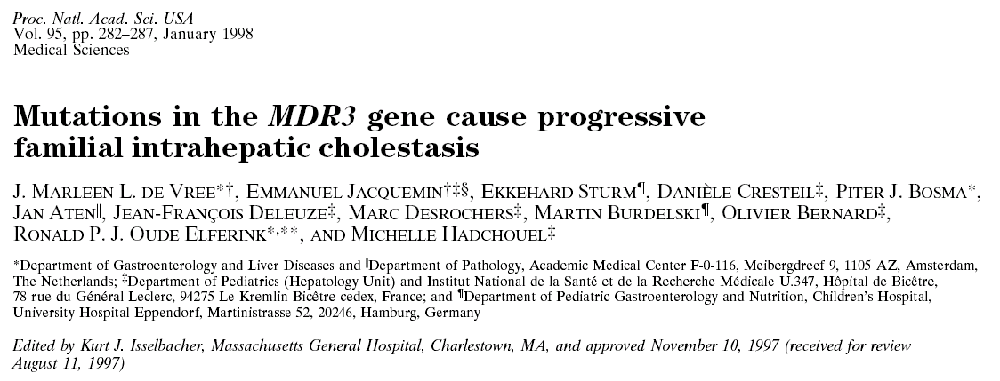 Proc. Natl. Acad. Sci. USA
Vol. 95, pp. 282–287, January 1998
Medical Sciences
Mutations in the MDR3 gene cause progressive
familial intrahepatic cholestasis
J. MARLEEN L. DE VREE*†, EMMANUEL JACQUEMIN†‡§, EKKEHARD STURM¶, DANIÈLE CRESTEIL‡, PITER J. BOSMA*,
JAN ATEN‖, JEAN-FRANÇOIS DELEUZE‡, MARC DESROCHERS‡, MARTIN BURDELSKI¶, OLIVIER BERNARD‡,
RONALD P. J. OUDE ELFERINK*,**, AND MICHELLE HADCHOUEL‡
*Department of Gastroenterology and Liver Diseases and ‖Department of Pathology, Academic Medical Center F-0-116, Meibergdreef 9, 1105 AZ, Amsterdam,
The Netherlands; ‡Department of Pediatrics (Hepatology Unit) and Institut National de la Santé et de la Recherche Médicale U.347, Hôpital de Bicêtre,
78 rue du Général Leclerc, 94275 Le Kremlin Bicêtre cedex, France; and ¶Department of Pediatric Gastroenterology and Nutrition, Children's Hospital,
University Hospital Eppendorf, Martinistrasse 52, 20246, Hamburg, Germany
Edited by Kurt J. Isselbacher, Massachusetts General Hospital, Charlestown, MA, and approved November 10, 1997 (received for review
August 11, 1997)